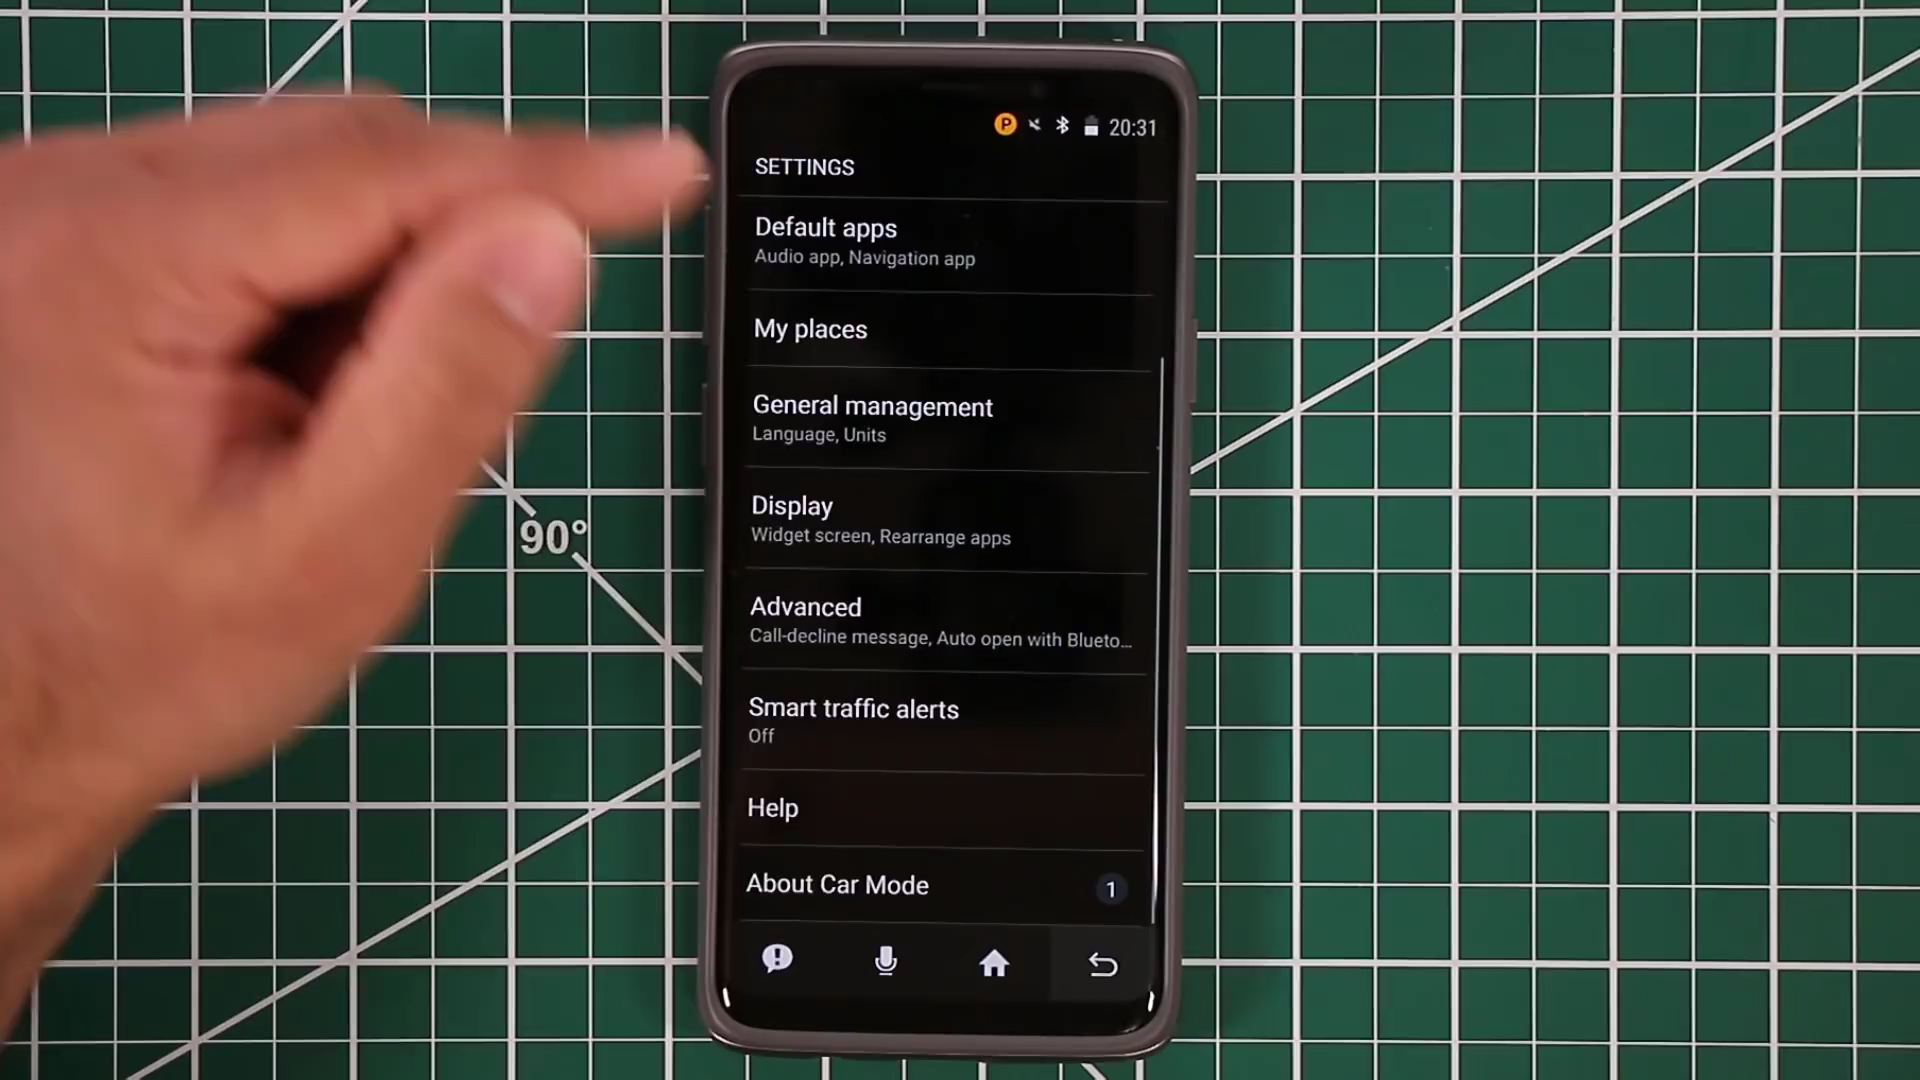 P 20:31
SETTINGS
Default apps
Audio app, Navigation app
My places
General management
Language, Units
Display
Widget screen, Rearrange apps
90°
Advanced
Call-decline message, Auto open with Blueto...
Smart traffic alerts
Off
Help
About Car Mode 1